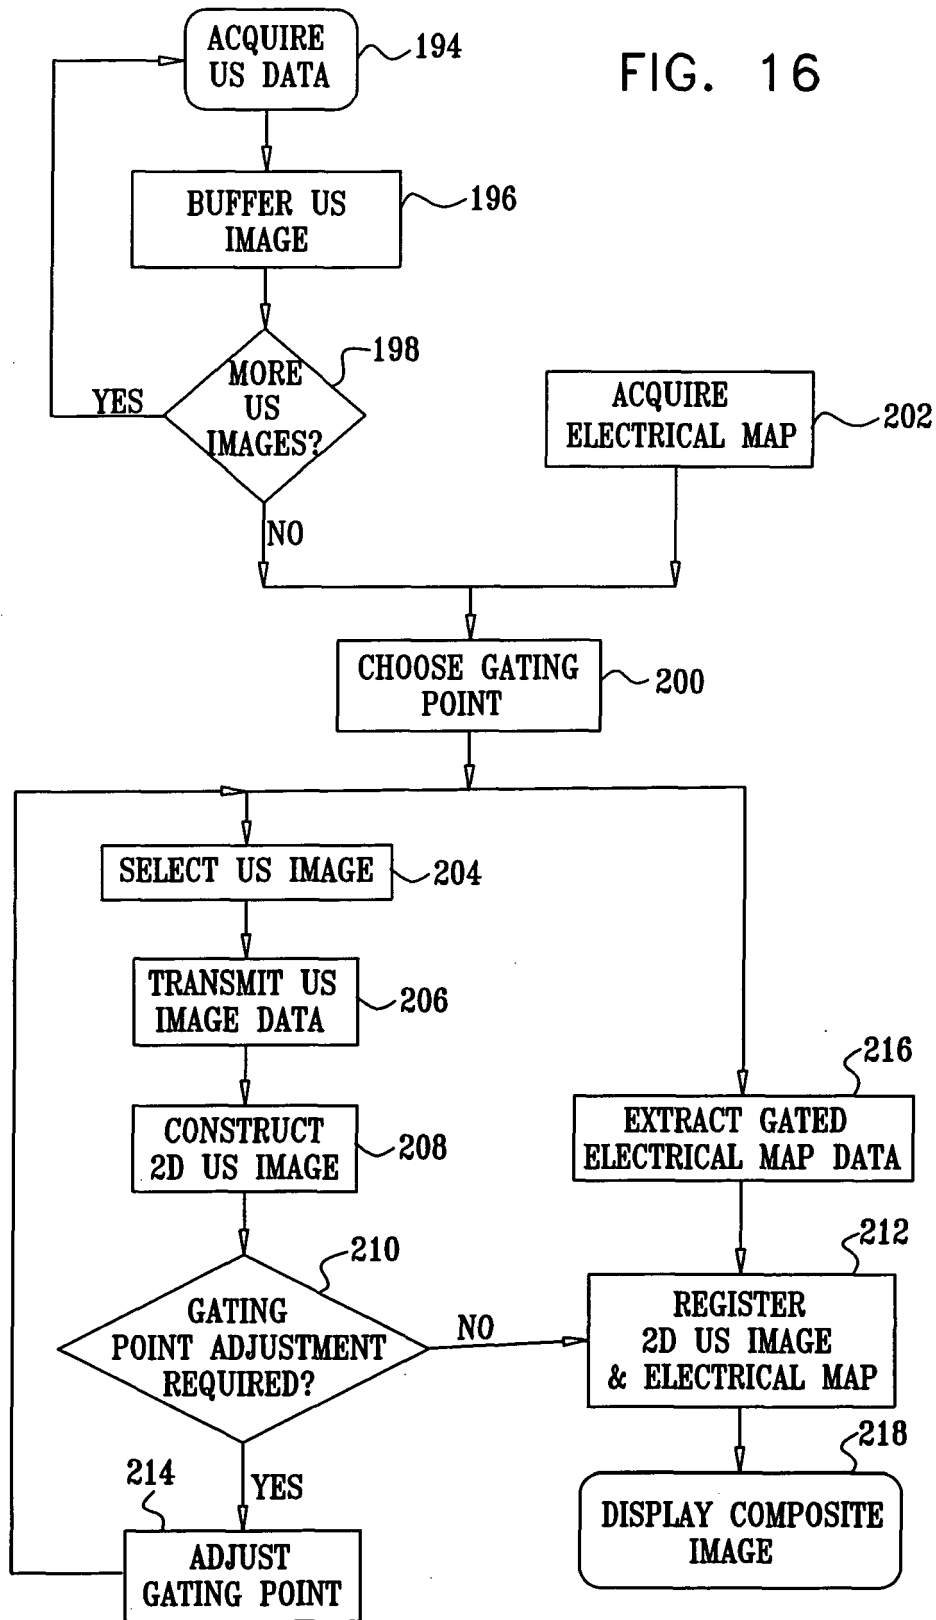 ACQUIRE
US DATA
194
FIG. 16
BUFFER US
IMAGE
196
MORE
US
IMAGES?
198
YES
NO
ACQUIRE
ELECTRICAL MAP
202
CHOOSE GATING
POINT
200
SELECT US IMAGE
204
TRANSMIT US
IMAGE DATA
206
CONSTRUCT
2D US IMAGE
208
216
EXTRACT GATED
ELECTRICAL MAP DATA
210
GATING
POINT ADJUSTMENT
REQUIRED?
NO
212
REGISTER
2D US IMAGE
& ELECTRICAL MAP
YES
214
ADJUST
GATING POINT
218
DISPLAY COMPOSITE
IMAGE